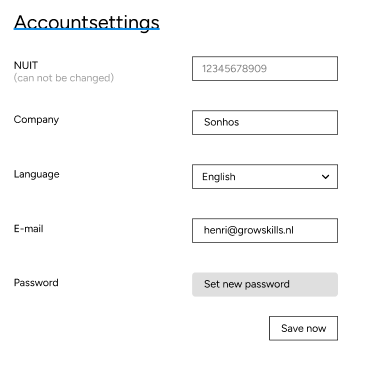 Accountsettings
NUIT
(can not be changed)
12345678909
Company
Sonhos
Language
English
E-mail
henri@growskills.nl
Password
Set new password
Save now